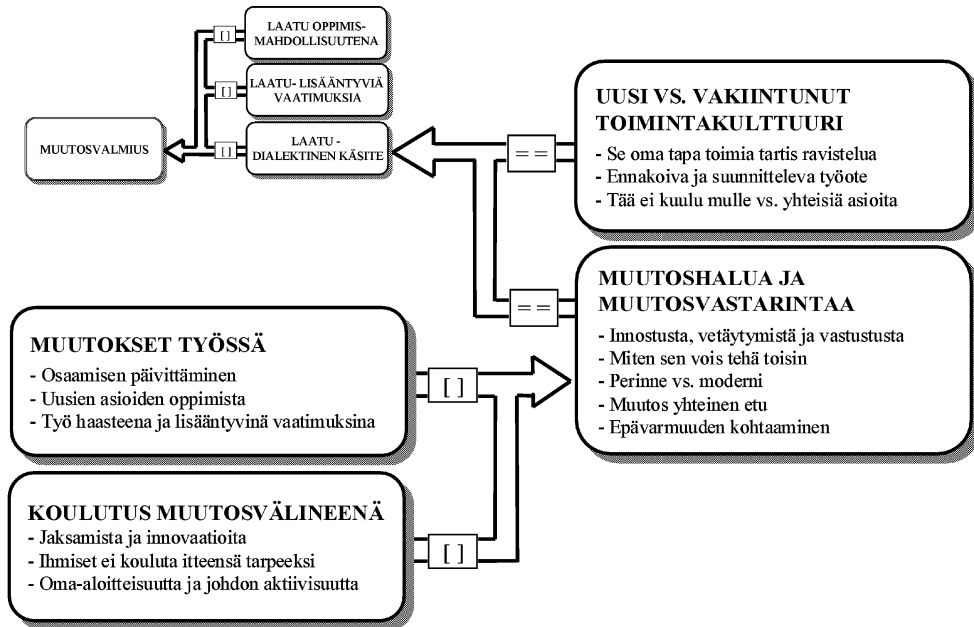 LAATU OPPIMIS-
MAHDOLLISUUTENA
[ ]
LAATU- LISÄÄNTYVIÄ
VAATIMUKSIA
[ ]
MUUTOSVALMIUS
[ ]
LAATU -
DIALEKTINEN KÄSITE
= =
UUSI VS. VAKIINTUNUT
TOIMINTAKULTTUURI
- Se oma tapa toimia tartis ravistelua
- Ennakoiva ja suunnitteleva työote
- Tää ei kuulu mulle vs. yhteisiä asioita
= =
MUUTOSHALUA JA
MUUTOSVASTARINTAA
- Innostusta, vetäytymistä ja vastustusta
- Miten sen vois tehä toisin
- Perinne vs. moderni
- Muutos yhteinen etu
- Epävarmuuden kohtaaminen
MUUTOKSET TYÖSSÄ
- Osaamisen päivittäminen
- Uusien asioiden oppimista
- Työ haasteena ja lisääntyvinä vaatimuksina
[ ]
KOULUTUS MUUTOSVÄLINEENÄ
- Jaksamista ja innovaatioita
- Ihmiset ei kouluta itteensä tarpeeksi
- Oma-aloitteisuutta ja johdon aktiivisuutta
[ ]